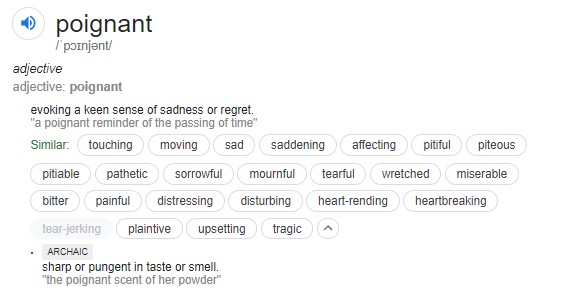 poignant
/ˈpɔɪnjənt/
adjective
adjective: poignant
evoking a keen sense of sadness or regret.
"a poignant reminder of the passing of time"
Similar: touching moving sad saddening affecting pitiful piteous
pitiable pathetic sorrowful mournful tearful wretched miserable
bitter painful distressing disturbing heart-rending heartbreaking
tear-jerking plaintive upsetting tragic
• ARCHAIC
sharp or pungent in taste or smell.
"the poignant scent of her powder"